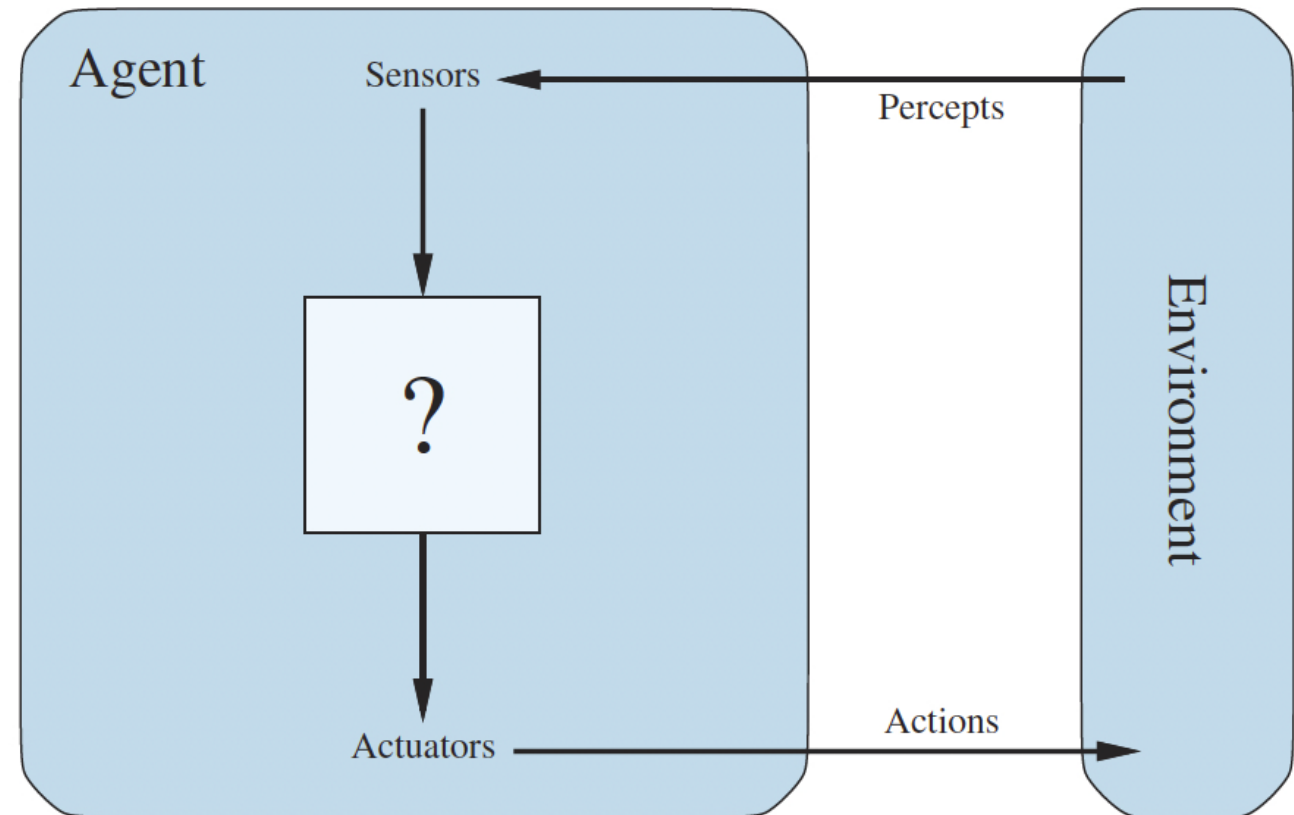 Agent
Sensors
Percepts
?
Environment
Actions
Actuators